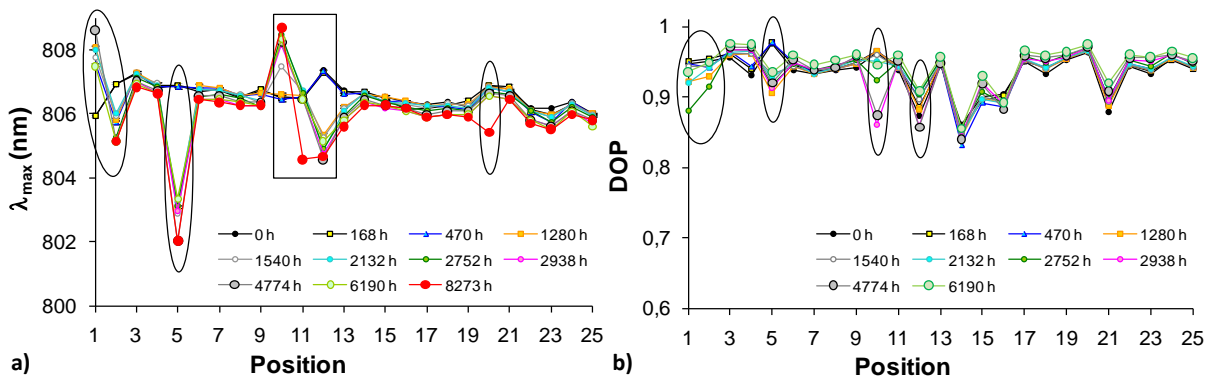 808
806
804
802
800
λmax (nm)
0 h 168 h 470 h 1280 h
1540 h 2132 h 2752 h 2938 h
4774 h 6190 h 8273 h
1 3 5 7 9 11 13 15 17 19 21 23 25
a) Position
1
0,9
0,8
0,7
0,6
DOP
0 h 168 h 470 h 1280 h
1540 h 2132 h 2752 h 2938 h
4774 h 6190 h
1 3 5 7 9 11 13 15 17 19 21 23 25
b) Position